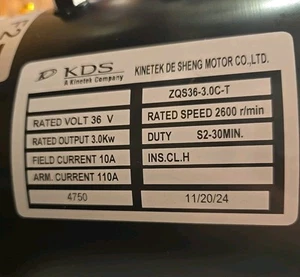 KDS
A Kinetek Company
KINETEK DE SHENG MOTOR CO.,LTD.
ZQS36-3.0C-T
RATED VOLT 36 V
RATED SPEED 2600 r/min
RATED OUTPUT 3.0Kw
DUTY S2-30MIN.
FIELD CURRENT 10A
INS.CL.H
ARM. CURRENT 110A
4750
11/20/24